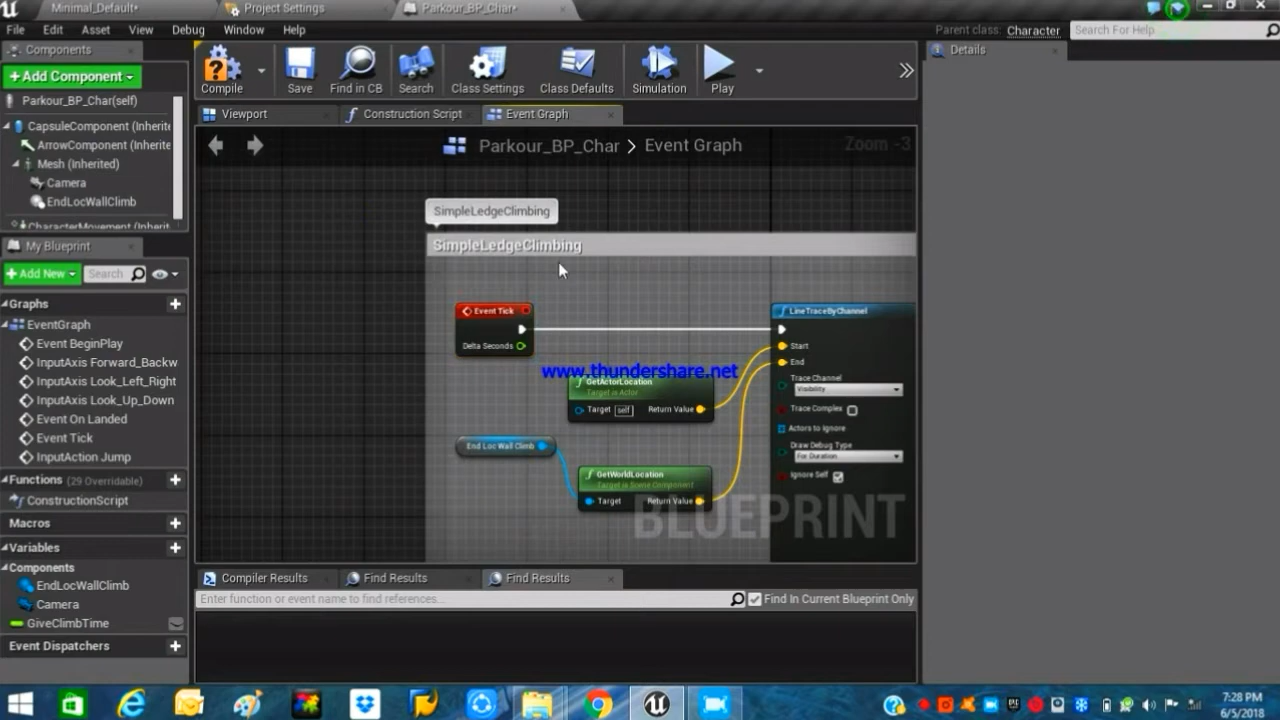 Minimal_Default*
Project Settings
Parkour_BP_Char*
File Edit Asset View Debug Window Help
Parent class: Character
Search For Help
Components
Details
+ Add Component
Compile
Save
Find in CB
Search
Class Settings
Class Defaults
Simulation
Play
Parkour_BP_Char(self)
CapsuleComponent (Inherite
ArrowComponent (Inherite
Mesh (Inherited)
Camera
EndLocWallClimb
CharacterMovement (Inherit
Viewport
Construction Script
Event Graph
Parkour_BP_Char > Event Graph
Zoom -3
My Blueprint
+ Add New
Search
Graphs
EventGraph
Event BeginPlay
InputAxis Forward_Backw
InputAxis Look_Left_Right
InputAxis Look_Up_Down
Event On Landed
Event Tick
InputAction Jump
Functions (29 Overridable)
ConstructionScript
Macros
Variables
Components
EndLocWallClimb
Camera
GiveClimbTime
Event Dispatchers
SimpleLedgeClimbing
SimpleLedgeClimbing
Event Tick
Delta Seconds
www.thundershare.net
GetActorLocation
Target is Actor
Target self Return Value
End Loc Wall Climb
GetWorldLocation
Target is Scene Component
Target Return Value
LineTraceByChannel
Start
End
Trace Channel
Visibility
Trace Complex
Actors to Ignore
Draw Debug Type
For Duration
Ignore Self
BLUEPRINT
Compiler Results
Find Results
Find Results
Enter function or event name to find references...
Find In Current Blueprint Only
7:28 PM
6/5/2018